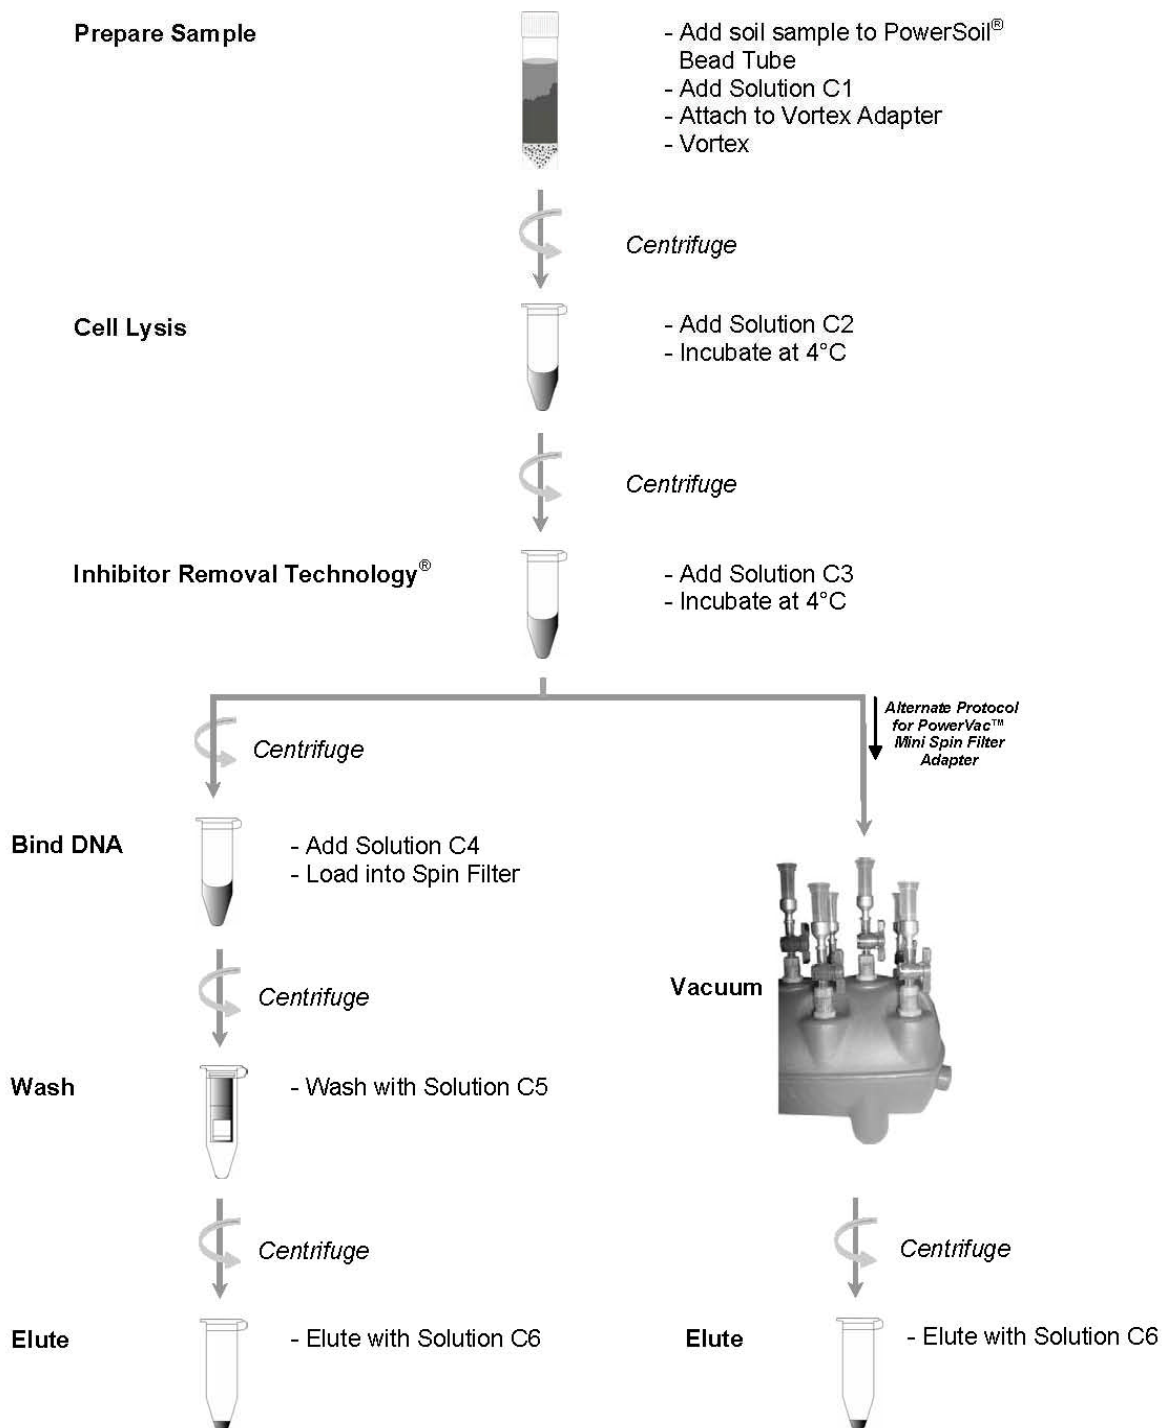 Prepare Sample
- Add soil sample to PowerSoil®
Bead Tube
- Add Solution C1
- Attach to Vortex Adapter
- Vortex
Centrifuge
Cell Lysis
- Add Solution C2
- Incubate at 4°C
Centrifuge
Inhibitor Removal Technology®
- Add Solution C3
- Incubate at 4°C
Alternate Protocol
for PowerVac™
Mini Spin Filter
Adapter
Centrifuge
Bind DNA
- Add Solution C4
- Load into Spin Filter
Centrifuge
Vacuum
Wash
- Wash with Solution C5
Centrifuge
Centrifuge
Elute
- Elute with Solution C6
Elute
- Elute with Solution C6